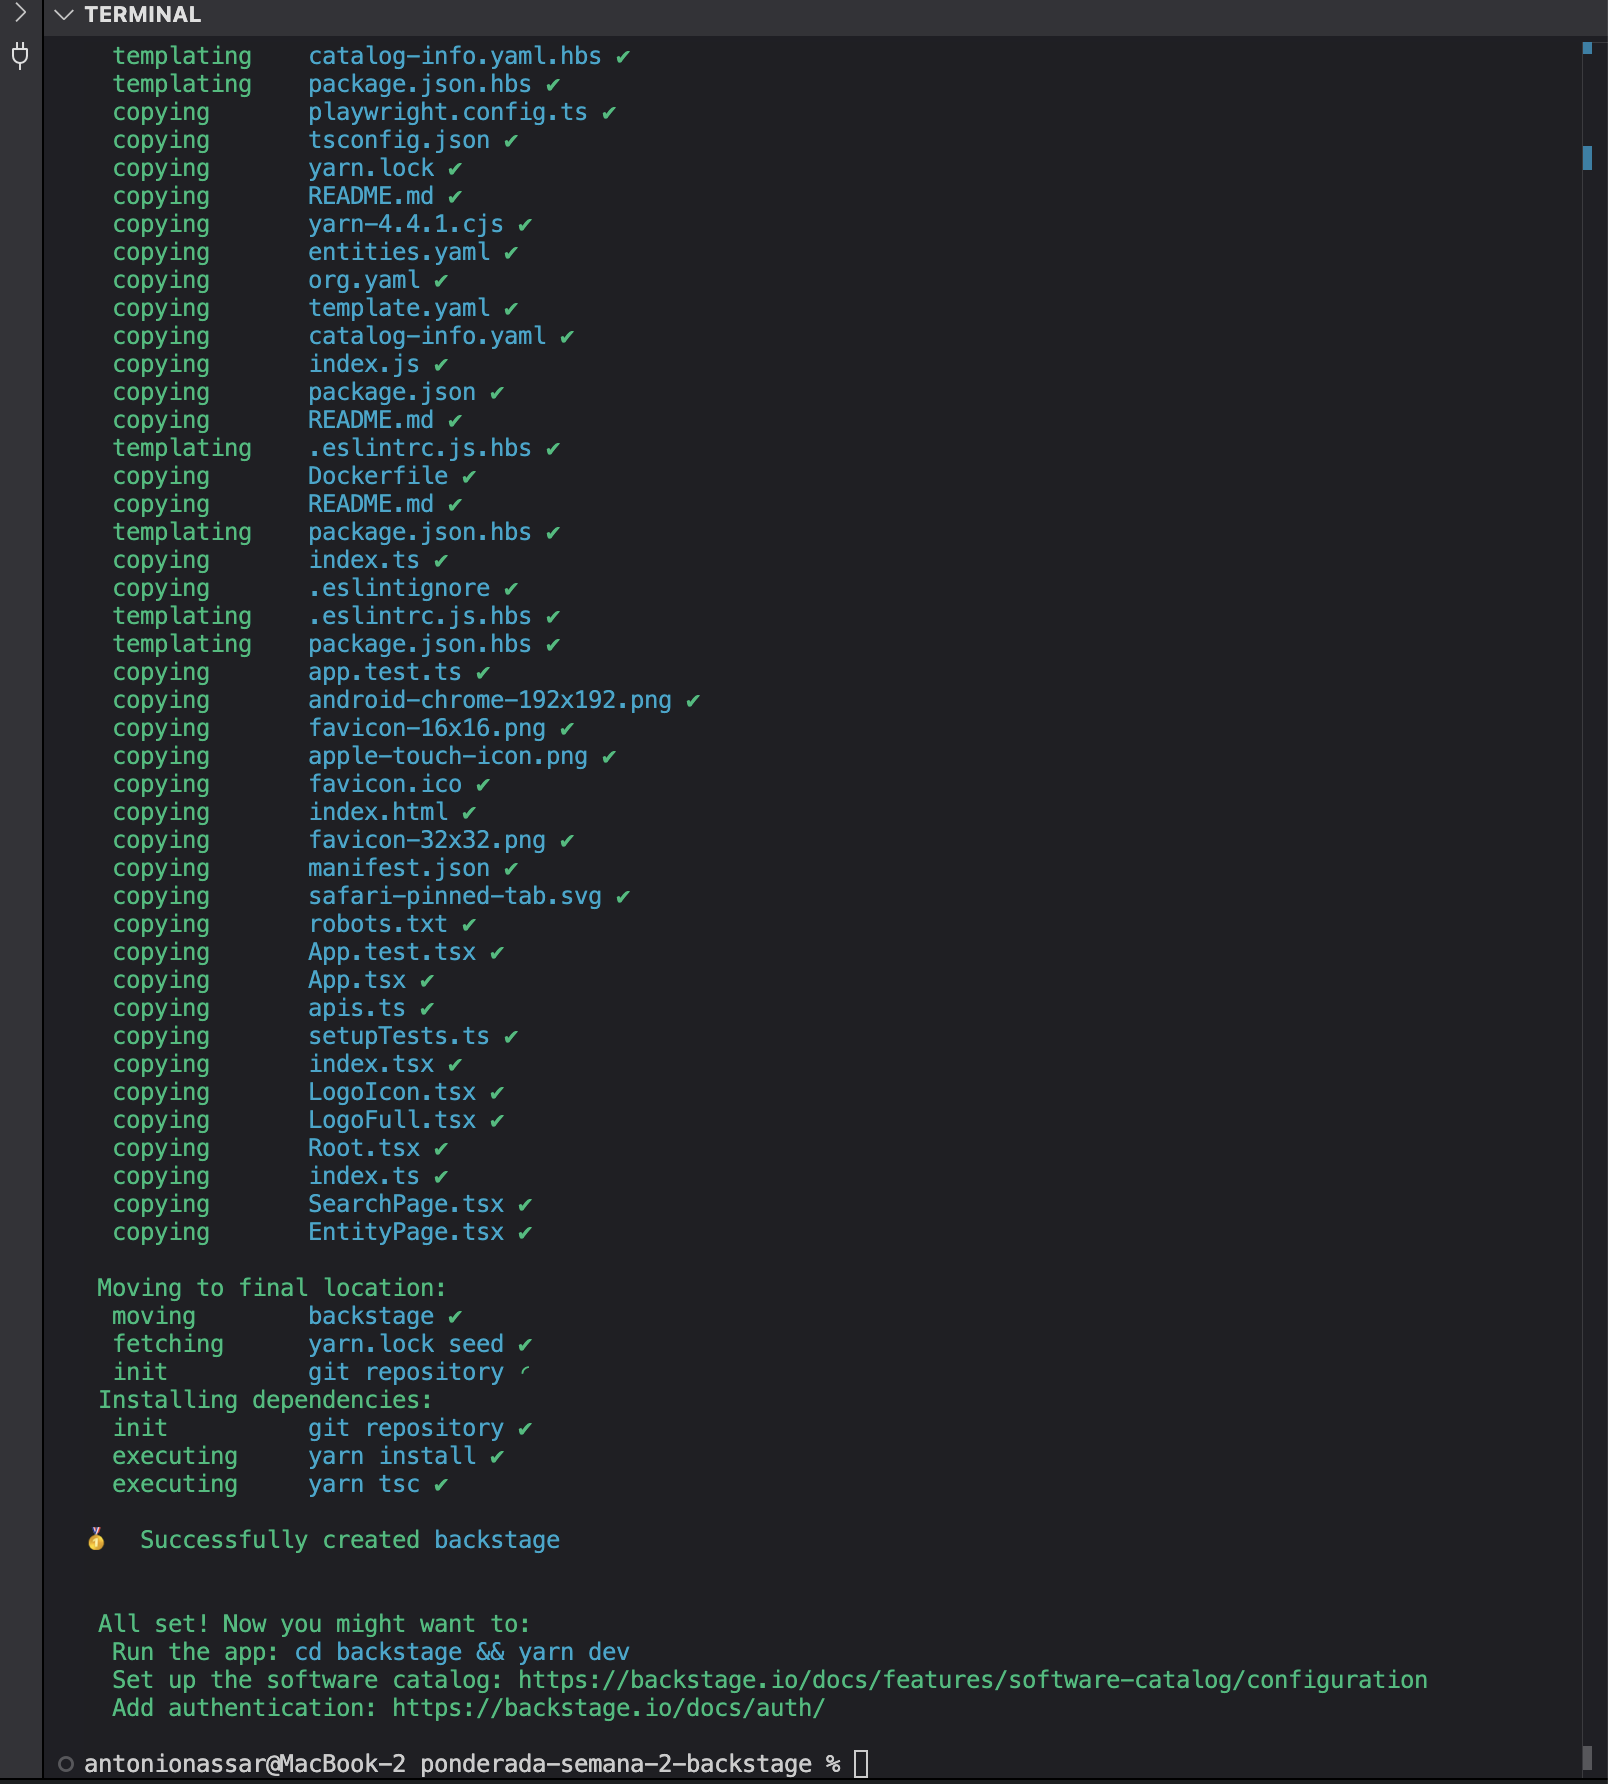 TERMINAL
templating catalog-info.yaml.hbs ✔
templating package.json.hbs ✔
copying playwright.config.ts ✔
copying tsconfig.json ✔
copying yarn.lock ✔
copying README.md ✔
copying yarn-4.4.1.cjs ✔
copying entities.yaml ✔
copying org.yaml ✔
copying template.yaml ✔
copying catalog-info.yaml ✔
copying index.js ✔
copying package.json ✔
copying README.md ✔
templating .eslintrc.js.hbs ✔
copying Dockerfile ✔
copying README.md ✔
templating package.json.hbs ✔
copying index.ts ✔
copying .eslintignore ✔
templating .eslintrc.js.hbs ✔
templating package.json.hbs ✔
copying app.test.ts ✔
copying android-chrome-192x192.png ✔
copying favicon-16x16.png ✔
copying apple-touch-icon.png ✔
copying favicon.ico ✔
copying index.html ✔
copying favicon-32x32.png ✔
copying manifest.json ✔
copying safari-pinned-tab.svg ✔
copying robots.txt ✔
copying App.test.tsx ✔
copying App.tsx ✔
copying apis.ts ✔
copying setupTests.ts ✔
copying index.tsx ✔
copying LogoIcon.tsx ✔
copying LogoFull.tsx ✔
copying Root.tsx ✔
copying index.ts ✔
copying SearchPage.tsx ✔
copying EntityPage.tsx ✔
Moving to final location:
moving backstage ✔
fetching yarn.lock seed ✔
init git repository ◜
Installing dependencies:
init git repository ✔
executing yarn install ✔
executing yarn tsc ✔
🥇 Successfully created backstage
All set! Now you might want to:
Run the app: cd backstage && yarn dev
Set up the software catalog: https://backstage.io/docs/features/software-catalog/configuration
Add authentication: https://backstage.io/docs/auth/
antonionassar@MacBook-2 ponderada-semana-2-backstage %